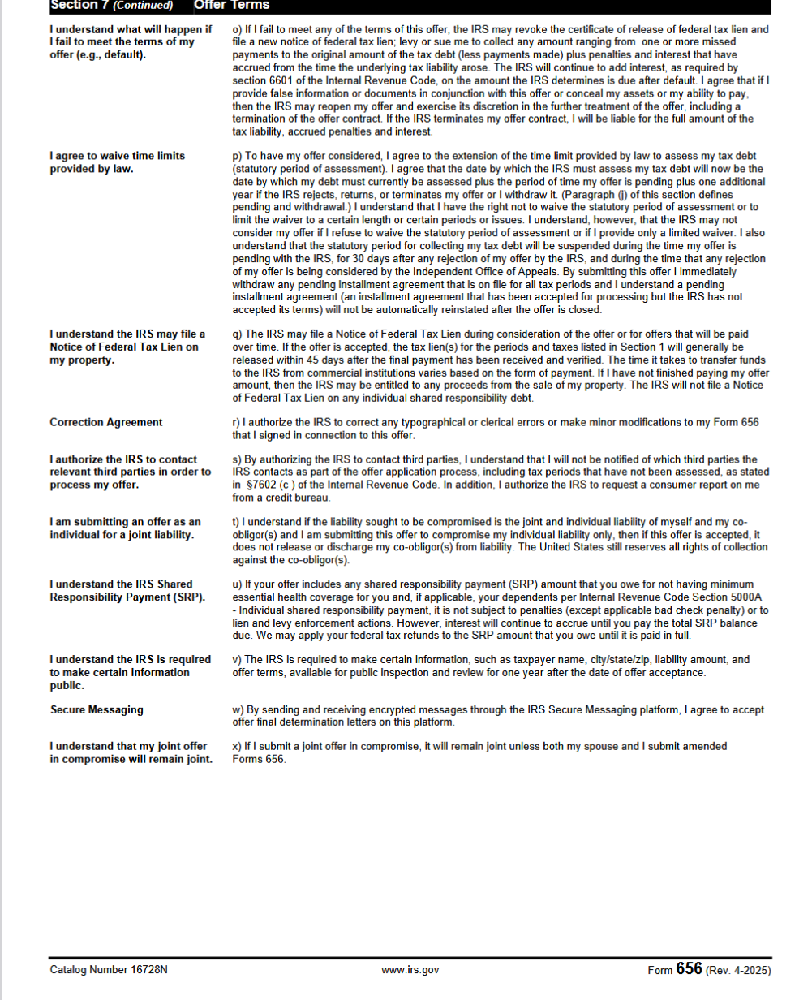 Section 7 (Continued) Offer Terms
I understand what will happen if
I fail to meet the terms of my
offer (e.g., default).
o) If I fail to meet any of the terms of this offer, the IRS may revoke the certificate of release of federal tax lien and
file a new notice of federal tax lien; levy or sue me to collect any amount ranging from one or more missed
payments to the original amount of the tax debt (less payments made) plus penalties and interest that have
accrued from the time the underlying tax liability arose. The IRS will continue to add interest, as required by
section 6601 of the Internal Revenue Code, on the amount the IRS determines is due after default. I agree that if I
provide false information or documents in conjunction with this offer or conceal my assets or my ability to pay,
then the IRS may reopen my offer and exercise its discretion in the further treatment of the offer, including a
termination of the offer contract. If the IRS terminates my offer contract, I will be liable for the full amount of the
tax liability, accrued penalties and interest.
I agree to waive time limits
provided by law.
p) To have my offer considered, I agree to the extension of the time limit provided by law to assess my tax debt
(statutory period of assessment). I agree that the date by which the IRS must assess my tax debt will now be the
date by which my debt must currently be assessed plus the period of time my offer is pending plus one additional
year if the IRS rejects, returns, or terminates my offer or I withdraw it. (Paragraph (j) of this section defines
pending and withdrawal.) I understand that I have the right not to waive the statutory period of assessment or to
limit the waiver to a certain length or certain periods or issues. I understand, however, that the IRS may not
consider my offer if I refuse to waive the statutory period of assessment or if I provide only a limited waiver. I also
understand that the statutory period for collecting my tax debt will be suspended during the time my offer is
pending with the IRS, for 30 days after any rejection of my offer by the IRS, and during the time that any rejection
of my offer is being considered by the Independent Office of Appeals. By submitting this offer I immediately
withdraw any pending installment agreement that is on file for all tax periods and I understand a pending
installment agreement (an installment agreement that has been accepted for processing but the IRS has not
accepted its terms) will not be automatically reinstated after the offer is closed.
I understand the IRS may file a
Notice of Federal Tax Lien on
my property.
q) The IRS may file a Notice of Federal Tax Lien during consideration of the offer or for offers that will be paid
over time. If the offer is accepted, the tax lien(s) for the periods and taxes listed in Section 1 will generally be
released within 45 days after the final payment has been received and verified. The time it takes to transfer funds
to the IRS from commercial institutions varies based on the form of payment. If I have not finished paying my offer
amount, then the IRS may be entitled to any proceeds from the sale of my property. The IRS will not file a Notice
of Federal Tax Lien on any individual shared responsibility debt.
Correction Agreement
r) I authorize the IRS to correct any typographical or clerical errors or make minor modifications to my Form 656
that I signed in connection to this offer.
I authorize the IRS to contact
relevant third parties in order to
process my offer.
s) By authorizing the IRS to contact third parties, I understand that I will not be notified of which third parties the
IRS contacts as part of the offer application process, including tax periods that have not been assessed, as stated
in §7602 (c ) of the Internal Revenue Code. In addition, I authorize the IRS to request a consumer report on me
from a credit bureau.
I am submitting an offer as an
individual for a joint liability.
t) I understand if the liability sought to be compromised is the joint and individual liability of myself and my co-
obligor(s) and I am submitting this offer to compromise my individual liability only, then if this offer is accepted, it
does not release or discharge my co-obligor(s) from liability. The United States still reserves all rights of collection
against the co-obligor(s).
I understand the IRS Shared
Responsibility Payment (SRP).
u) If your offer includes any shared responsibility payment (SRP) amount that you owe for not having minimum
essential health coverage for you and, if applicable, your dependents per Internal Revenue Code Section 5000A
- Individual shared responsibility payment, it is not subject to penalties (except applicable bad check penalty) or to
lien and levy enforcement actions. However, interest will continue to accrue until you pay the total SRP balance
due. We may apply your federal tax refunds to the SRP amount that you owe until it is paid in full.
I understand the IRS is required
to make certain information
public.
v) The IRS is required to make certain information, such as taxpayer name, city/state/zip, liability amount, and
offer terms, available for public inspection and review for one year after the date of offer acceptance.
Secure Messaging
w) By sending and receiving encrypted messages through the IRS Secure Messaging platform, I agree to accept
offer final determination letters on this platform.
I understand that my joint offer
in compromise will remain joint.
x) If I submit a joint offer in compromise, it will remain joint unless both my spouse and I submit amended
Forms 656.
Catalog Number 16728N
www.irs.gov
Form 656 (Rev. 4-2025)